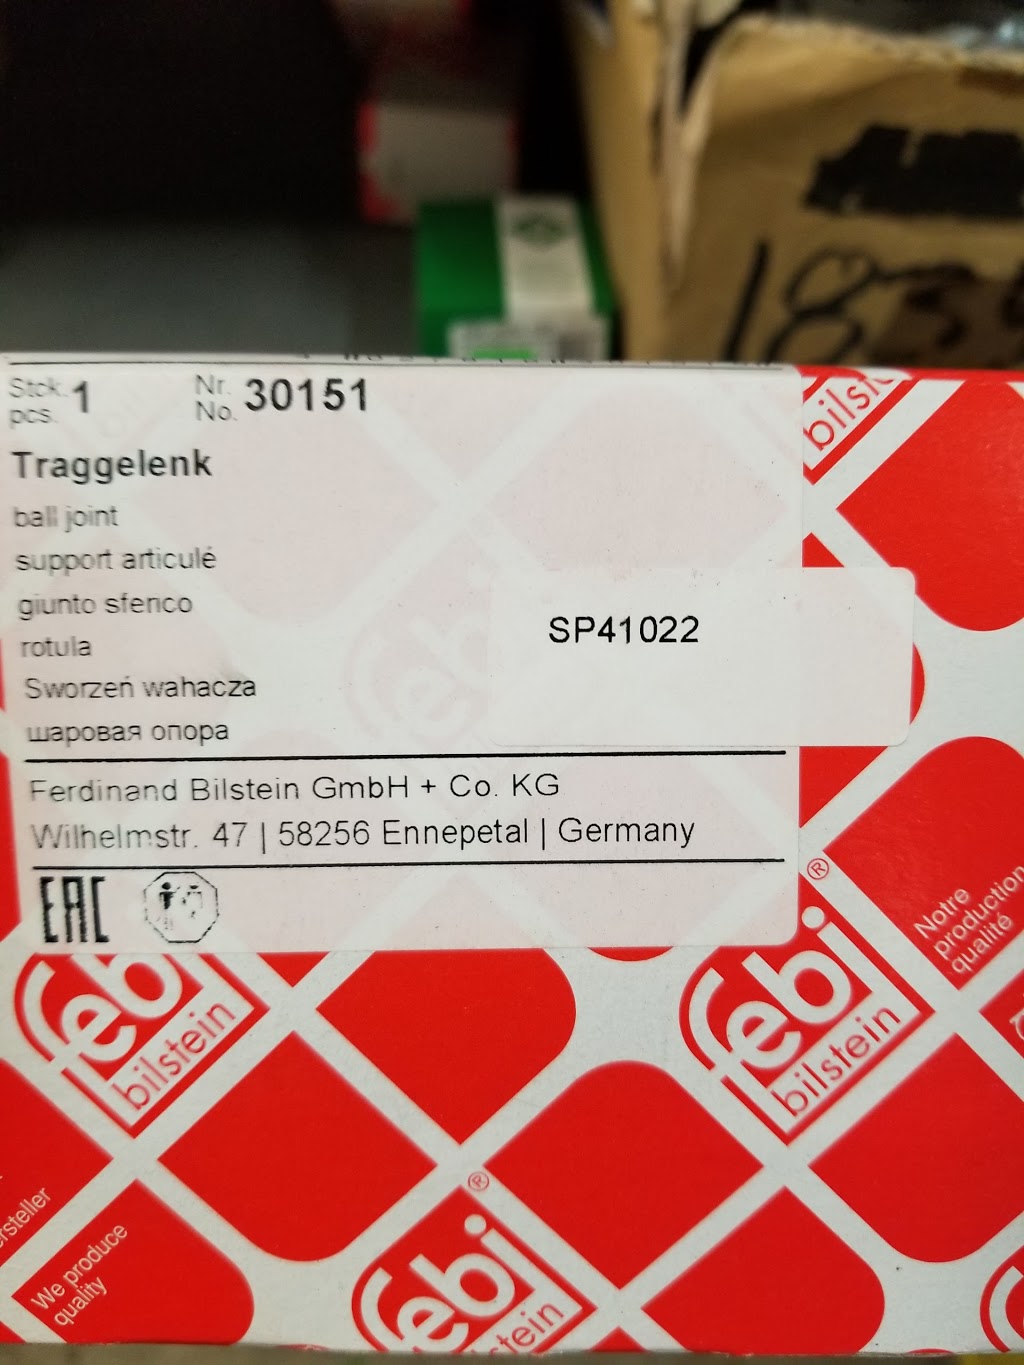 Stck. 1
pcs.
Nr. 30151
No.
Traggelenk
ball joint
support articulé
giunto sferico
rotula
Sworzeń wahacza
шаровая опора
SP41022
Ferdinand Bilstein GmbH + Co. KG
Wilhelmstr. 47 | 58256 Ennepetal | Germany
EAC
bilstein
febi ®
bilstein
Notre
production
qualité
febi
bilstein
We produce
quality
febi ®